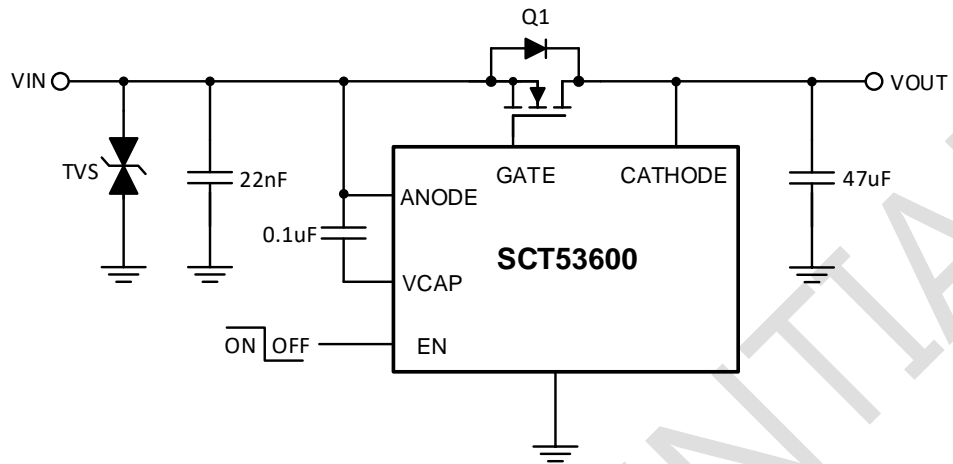 Q1
VIN
VOUT
TVS
22nF
GATE
CATHODE
47uF
ANODE
0.1uF
SCT53600
VCAP
ON OFF
EN